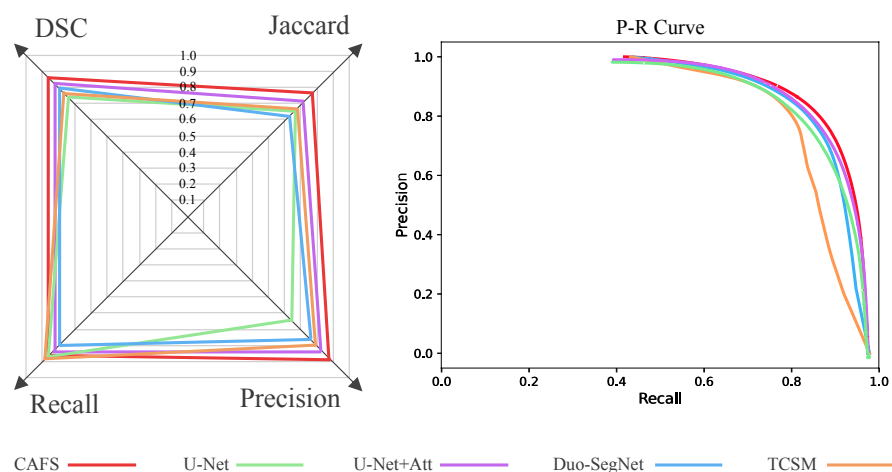 DSC Jaccard
1.0
0.9
0.8
0.7
0.6
0.5
0.4
0.3
0.2
0.1
Recall Precision
P-R Curve
1.0
0.8
0.6
0.4
0.2
0.0
Precision
0.0 0.2 0.4 0.6 0.8 1.0
Recall
CAFS U-Net U-Net+Att Duo-SegNet TCSM